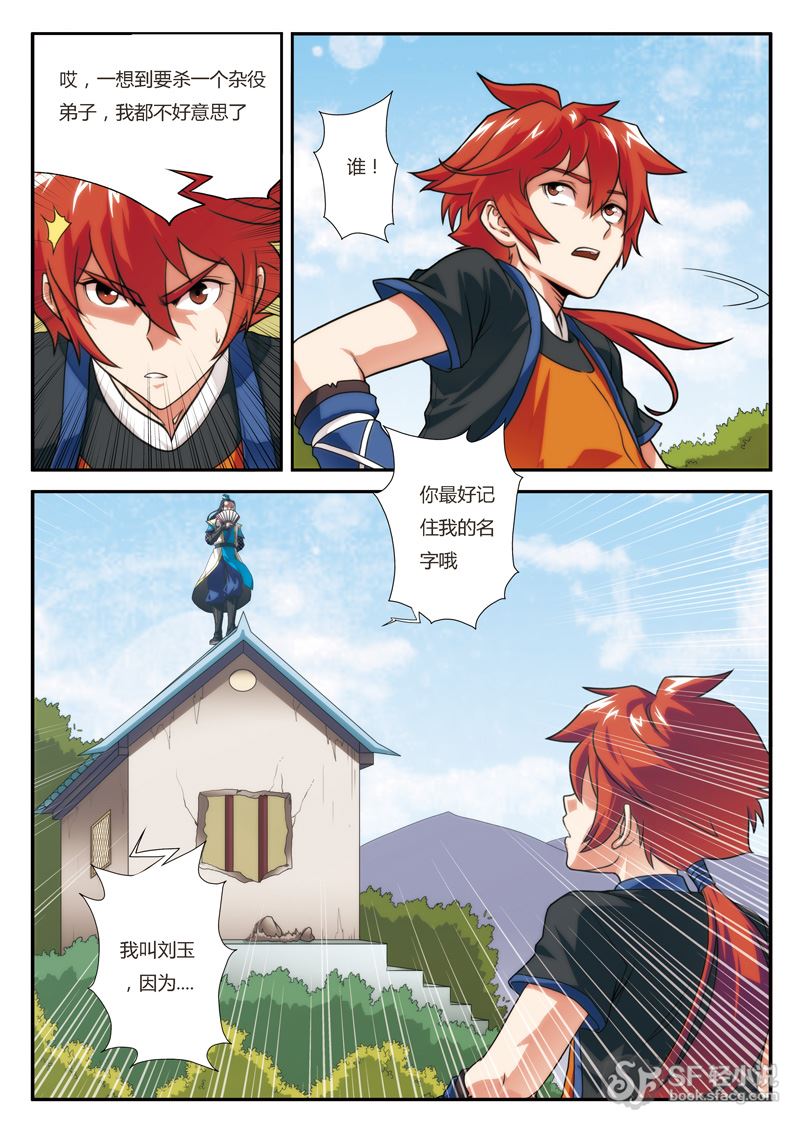 哎，一想到要杀一个杂役
弟子，我都不好意思了
谁！
你最好记
住我的名
字哦
我叫刘玉
，因为....
SF轻小说
book.sfacg.com